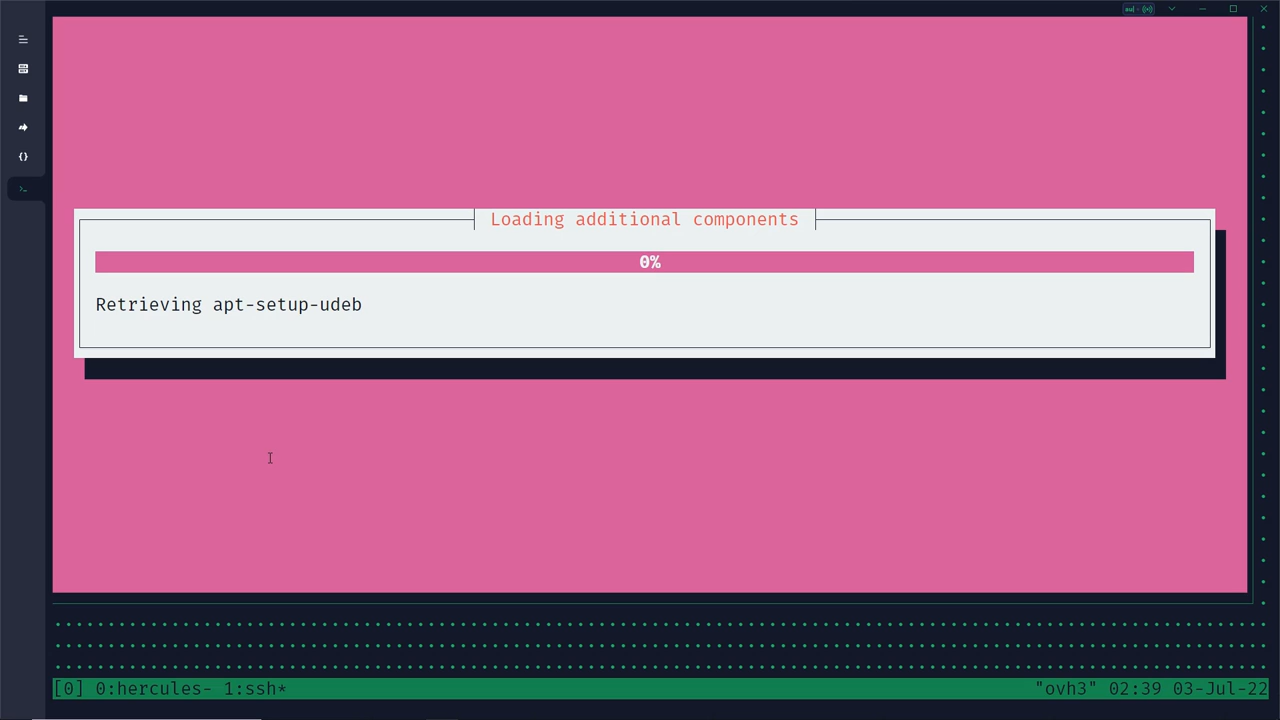 Loading additional components
0%
Retrieving apt-setup-udeb
[0] 0:hercules- 1:ssh* "ovh3" 02:39 03-Jul-22